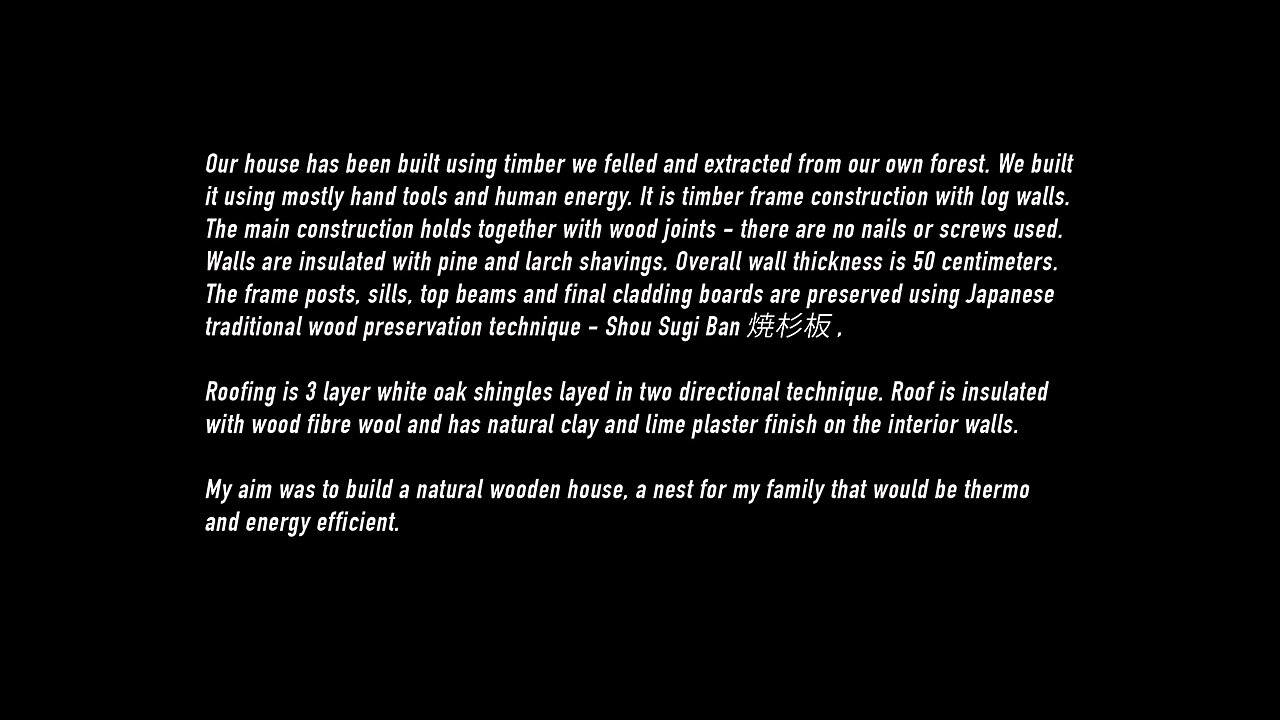 Our house has been built using timber we felled and extracted from our own forest. We built
it using mostly hand tools and human energy. It is timber frame construction with log walls.
The main construction holds together with wood joints - there are no nails or screws used.
Walls are insulated with pine and larch shavings. Overall wall thickness is 50 centimeters.
The frame posts, sills, top beams and final cladding boards are preserved using Japanese
traditional wood preservation technique - Shou Sugi Ban 焼杉板 ,
Roofing is 3 layer white oak shingles layed in two directional technique. Roof is insulated
with wood fibre wool and has natural clay and lime plaster finish on the interior walls.
My aim was to build a natural wooden house, a nest for my family that would be thermo
and energy efficient.